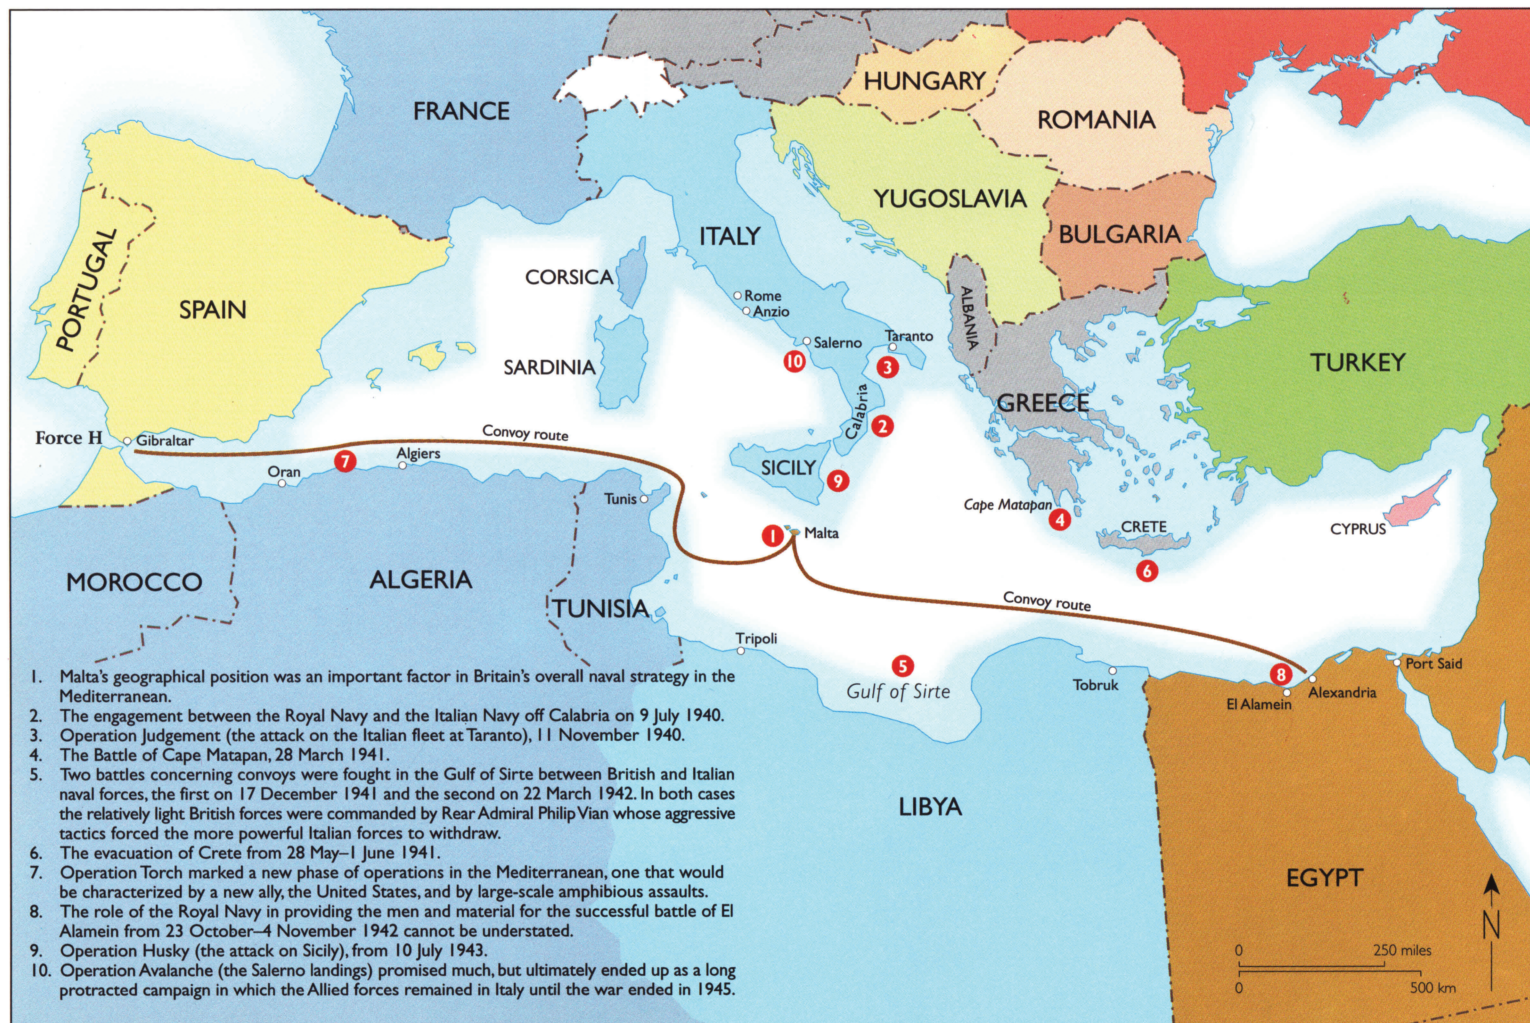 FRANCE
HUNGARY
ROMANIA
YUGOSLAVIA
BULGARIA
ITALY
PORTUGAL
SPAIN
CORSICA
Rome
Anzio
ALBANIA
Salerno
Taranto
10
3
SARDINIA
TURKEY
GREECE
Calabria
2
Force H
Gibraltar
Convoy route
Algiers
7
Oran
SICILY
9
Tunis
Cape Matapan
4
CRETE
CYPRUS
1
Malta
6
MOROCCO
ALGERIA
TUNISIA
Convoy route
Tripoli
5
Gulf of Sirte
Tobruk
8
Port Said
Alexandria
El Alamein
LIBYA
EGYPT
N
0 250 miles
0 500 km
1. Malta's geographical position was an important factor in Britain's overall naval strategy in the
Mediterranean.
2. The engagement between the Royal Navy and the Italian Navy off Calabria on 9 July 1940.
3. Operation Judgement (the attack on the Italian fleet at Taranto), 11 November 1940.
4. The Battle of Cape Matapan, 28 March 1941.
5. Two battles concerning convoys were fought in the Gulf of Sirte between British and Italian
naval forces, the first on 17 December 1941 and the second on 22 March 1942. In both cases
the relatively light British forces were commanded by Rear Admiral Philip Vian whose aggressive
tactics forced the more powerful Italian forces to withdraw.
6. The evacuation of Crete from 28 May–1 June 1941.
7. Operation Torch marked a new phase of operations in the Mediterranean, one that would
be characterized by a new ally, the United States, and by large-scale amphibious assaults.
8. The role of the Royal Navy in providing the men and material for the successful battle of El
Alamein from 23 October–4 November 1942 cannot be understated.
9. Operation Husky (the attack on Sicily), from 10 July 1943.
10. Operation Avalanche (the Salerno landings) promised much, but ultimately ended up as a long
protracted campaign in which the Allied forces remained in Italy until the war ended in 1945.